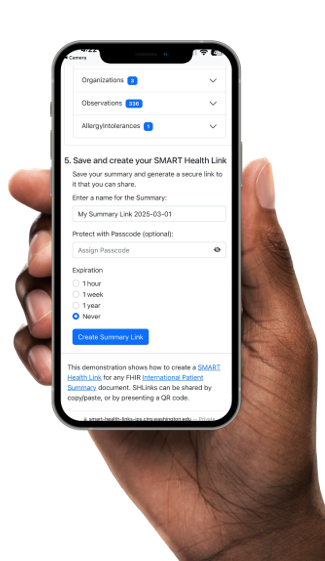 4:22
Camera
Organizations 3
Observations 336
AllergyIntolerances 1
5. Save and create your SMART Health Link
Save your summary and generate a secure link to
it that you can share.
Enter a name for the Summary:
My Summary Link 2025-03-01
Protect with Passcode (optional):
Assign Passcode
Expiration
1 hour
1 week
1 year
Never
Create Summary Link
This demonstration shows how to create a SMART
Health Link for any FHIR International Patient
Summary document. SHLinks can be shared by
copy/paste, or by presenting a QR code.
smart-health-links-ips.cirg.washington.edu — Private